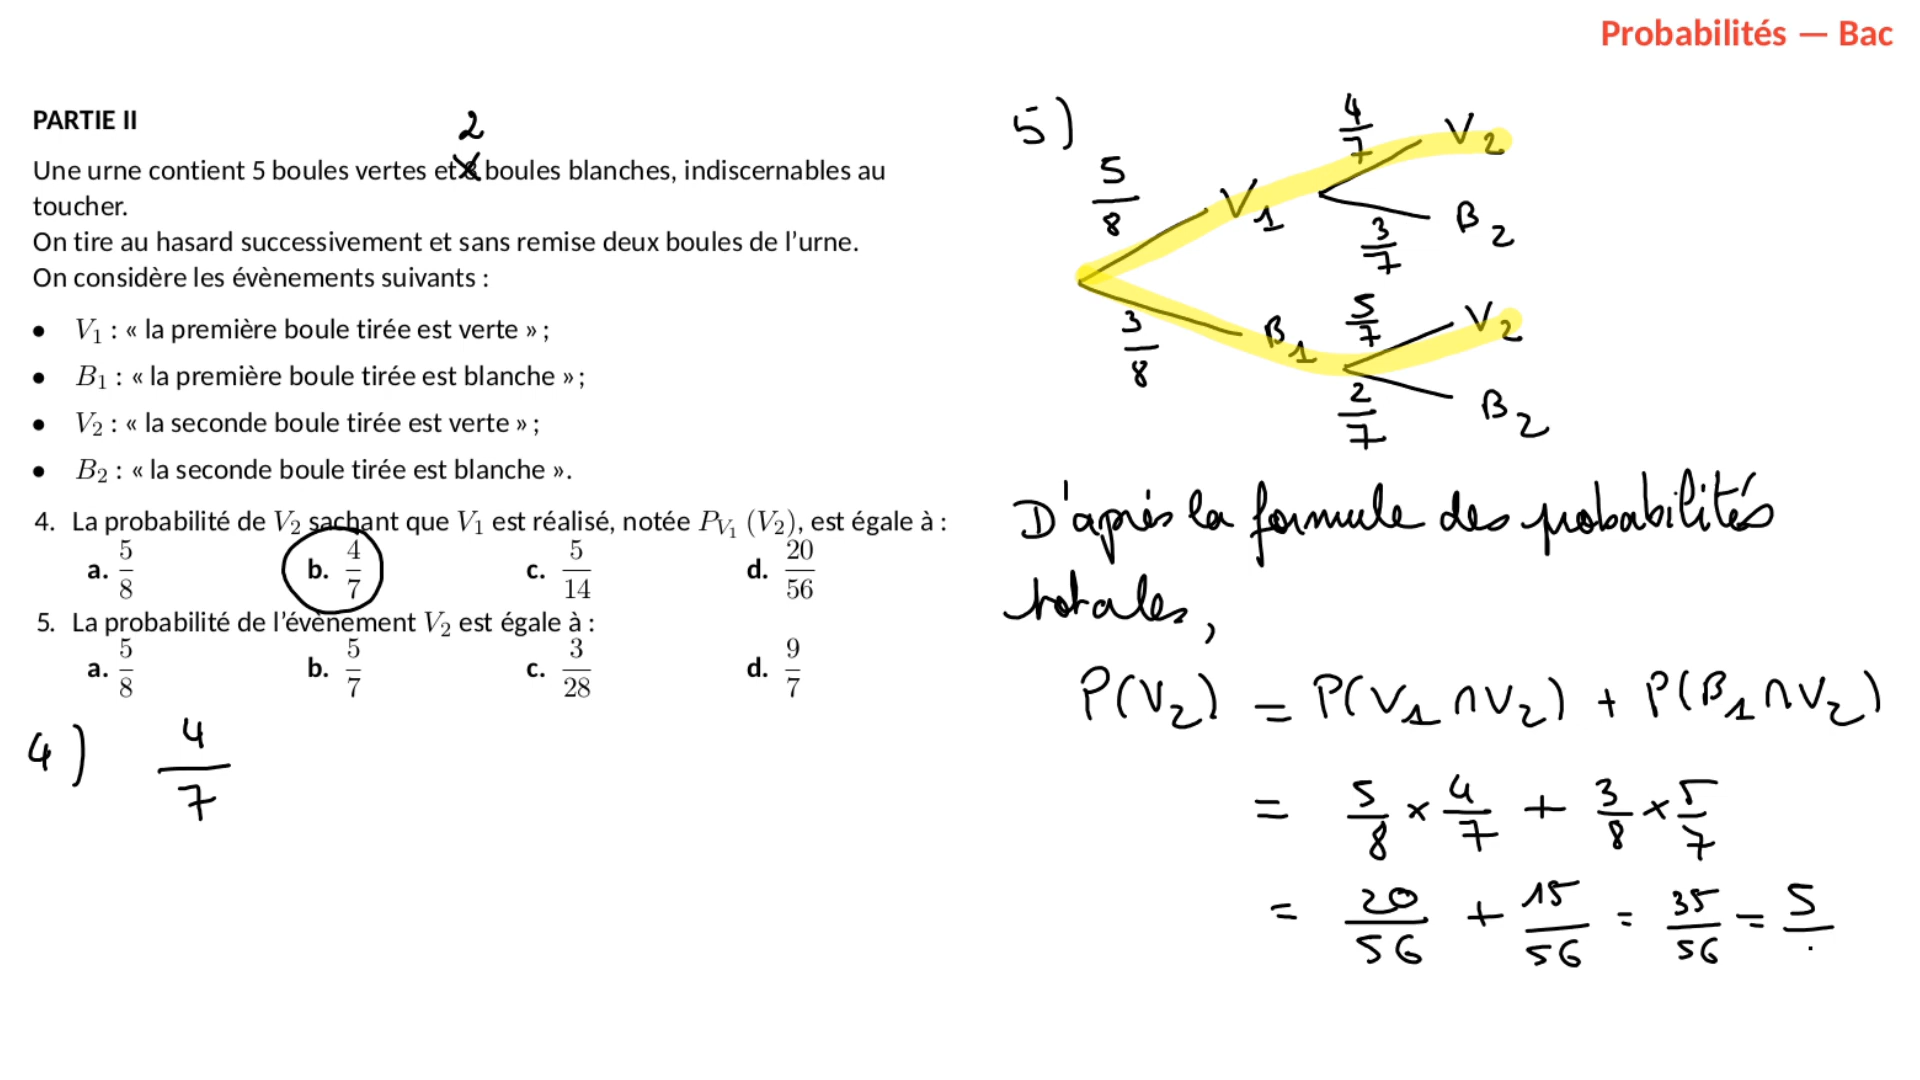 Probabilités — Bac
PARTIE II
2
Une urne contient 5 boules vertes et boules blanches, indiscernables au
toucher.
On tire au hasard successivement et sans remise deux boules de l'urne.
On considère les évènements suivants :
• V₁ : « la première boule tirée est verte » ;
• B₁ : « la première boule tirée est blanche » ;
• V₂ : « la seconde boule tirée est verte » ;
• B₂ : « la seconde boule tirée est blanche ».
4. La probabilité de V₂ sachant que V₁ est réalisé, notée P_{V₁} (V₂), est égale à :
a. 5/8 b. 4/7 c. 5/14 d. 20/56
5. La probabilité de l'évènement V₂ est égale à :
a. 5/8 b. 5/7 c. 3/28 d. 9/7
4) 4/7
5)
5/8 V₁ 4/7 V₂
3/7 B₂
3/8 B₁ 5/7 V₂
2/7 B₂
D'après la formule des probabilités
totales,
P(V₂) = P(V₁ ∩ V₂) + P(B₁ ∩ V₂)
= 5/8 × 4/7 + 3/8 × 5/7
= 20/56 + 15/56 = 35/56 = 5/